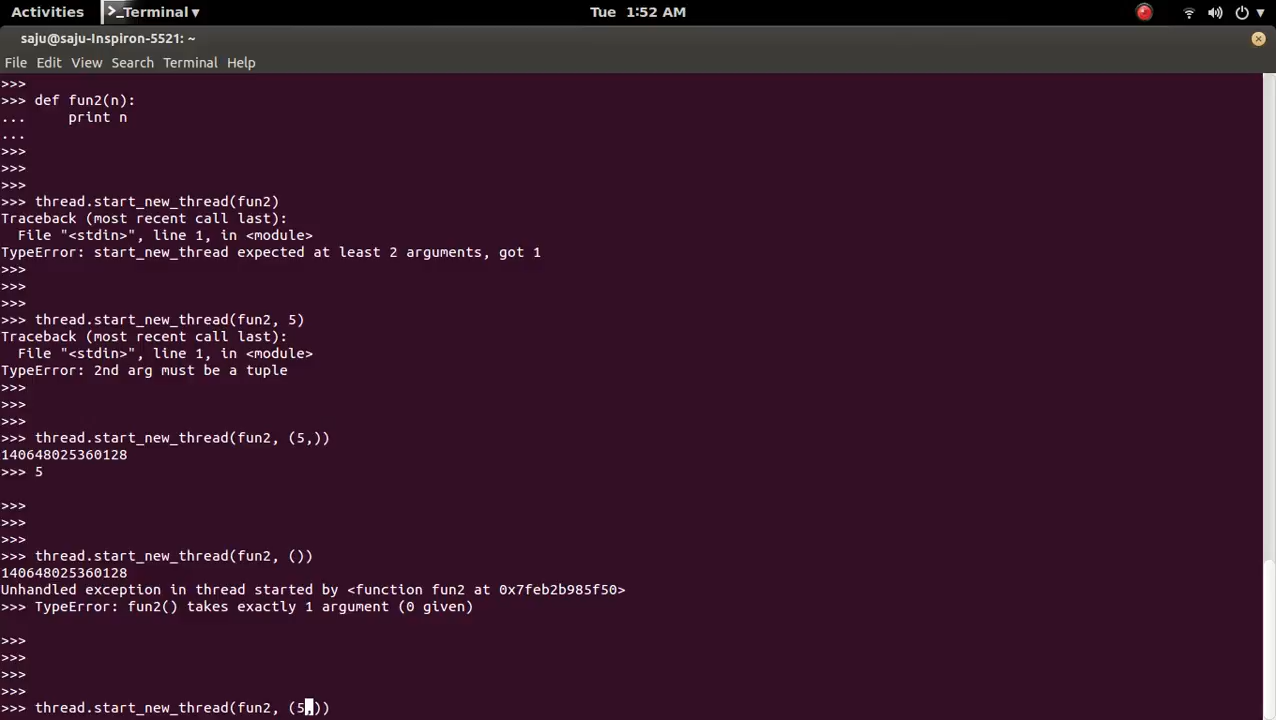 Activities >_Terminal ▾ Tue 1:52 AM
saju@saju-Inspiron-5521: ~
File Edit View Search Terminal Help
>>>
>>> def fun2(n):
...     print n
...
>>>
>>>
>>>
>>> thread.start_new_thread(fun2)
Traceback (most recent call last):
  File "<stdin>", line 1, in <module>
TypeError: start_new_thread expected at least 2 arguments, got 1
>>>
>>>
>>>
>>> thread.start_new_thread(fun2, 5)
Traceback (most recent call last):
  File "<stdin>", line 1, in <module>
TypeError: 2nd arg must be a tuple
>>>
>>>
>>>
>>> thread.start_new_thread(fun2, (5,))
140648025360128
>>> 5
>>>
>>>
>>>
>>> thread.start_new_thread(fun2, ())
140648025360128
Unhandled exception in thread started by <function fun2 at 0x7feb2b985f50>
>>> TypeError: fun2() takes exactly 1 argument (0 given)
>>>
>>>
>>>
>>>
>>> thread.start_new_thread(fun2, (5,))